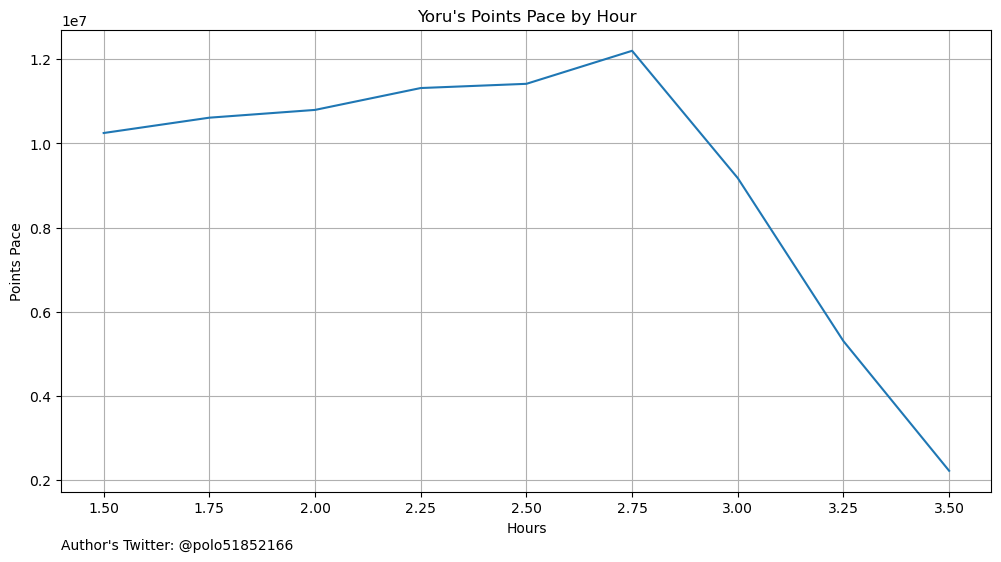 Yoru's Points Pace by Hour
1e7
1.2
1.0
0.8
0.6
0.4
0.2
Points Pace
1.50 1.75 2.00 2.25 2.50 2.75 3.00 3.25 3.50
Hours
Author's Twitter: @polo51852166